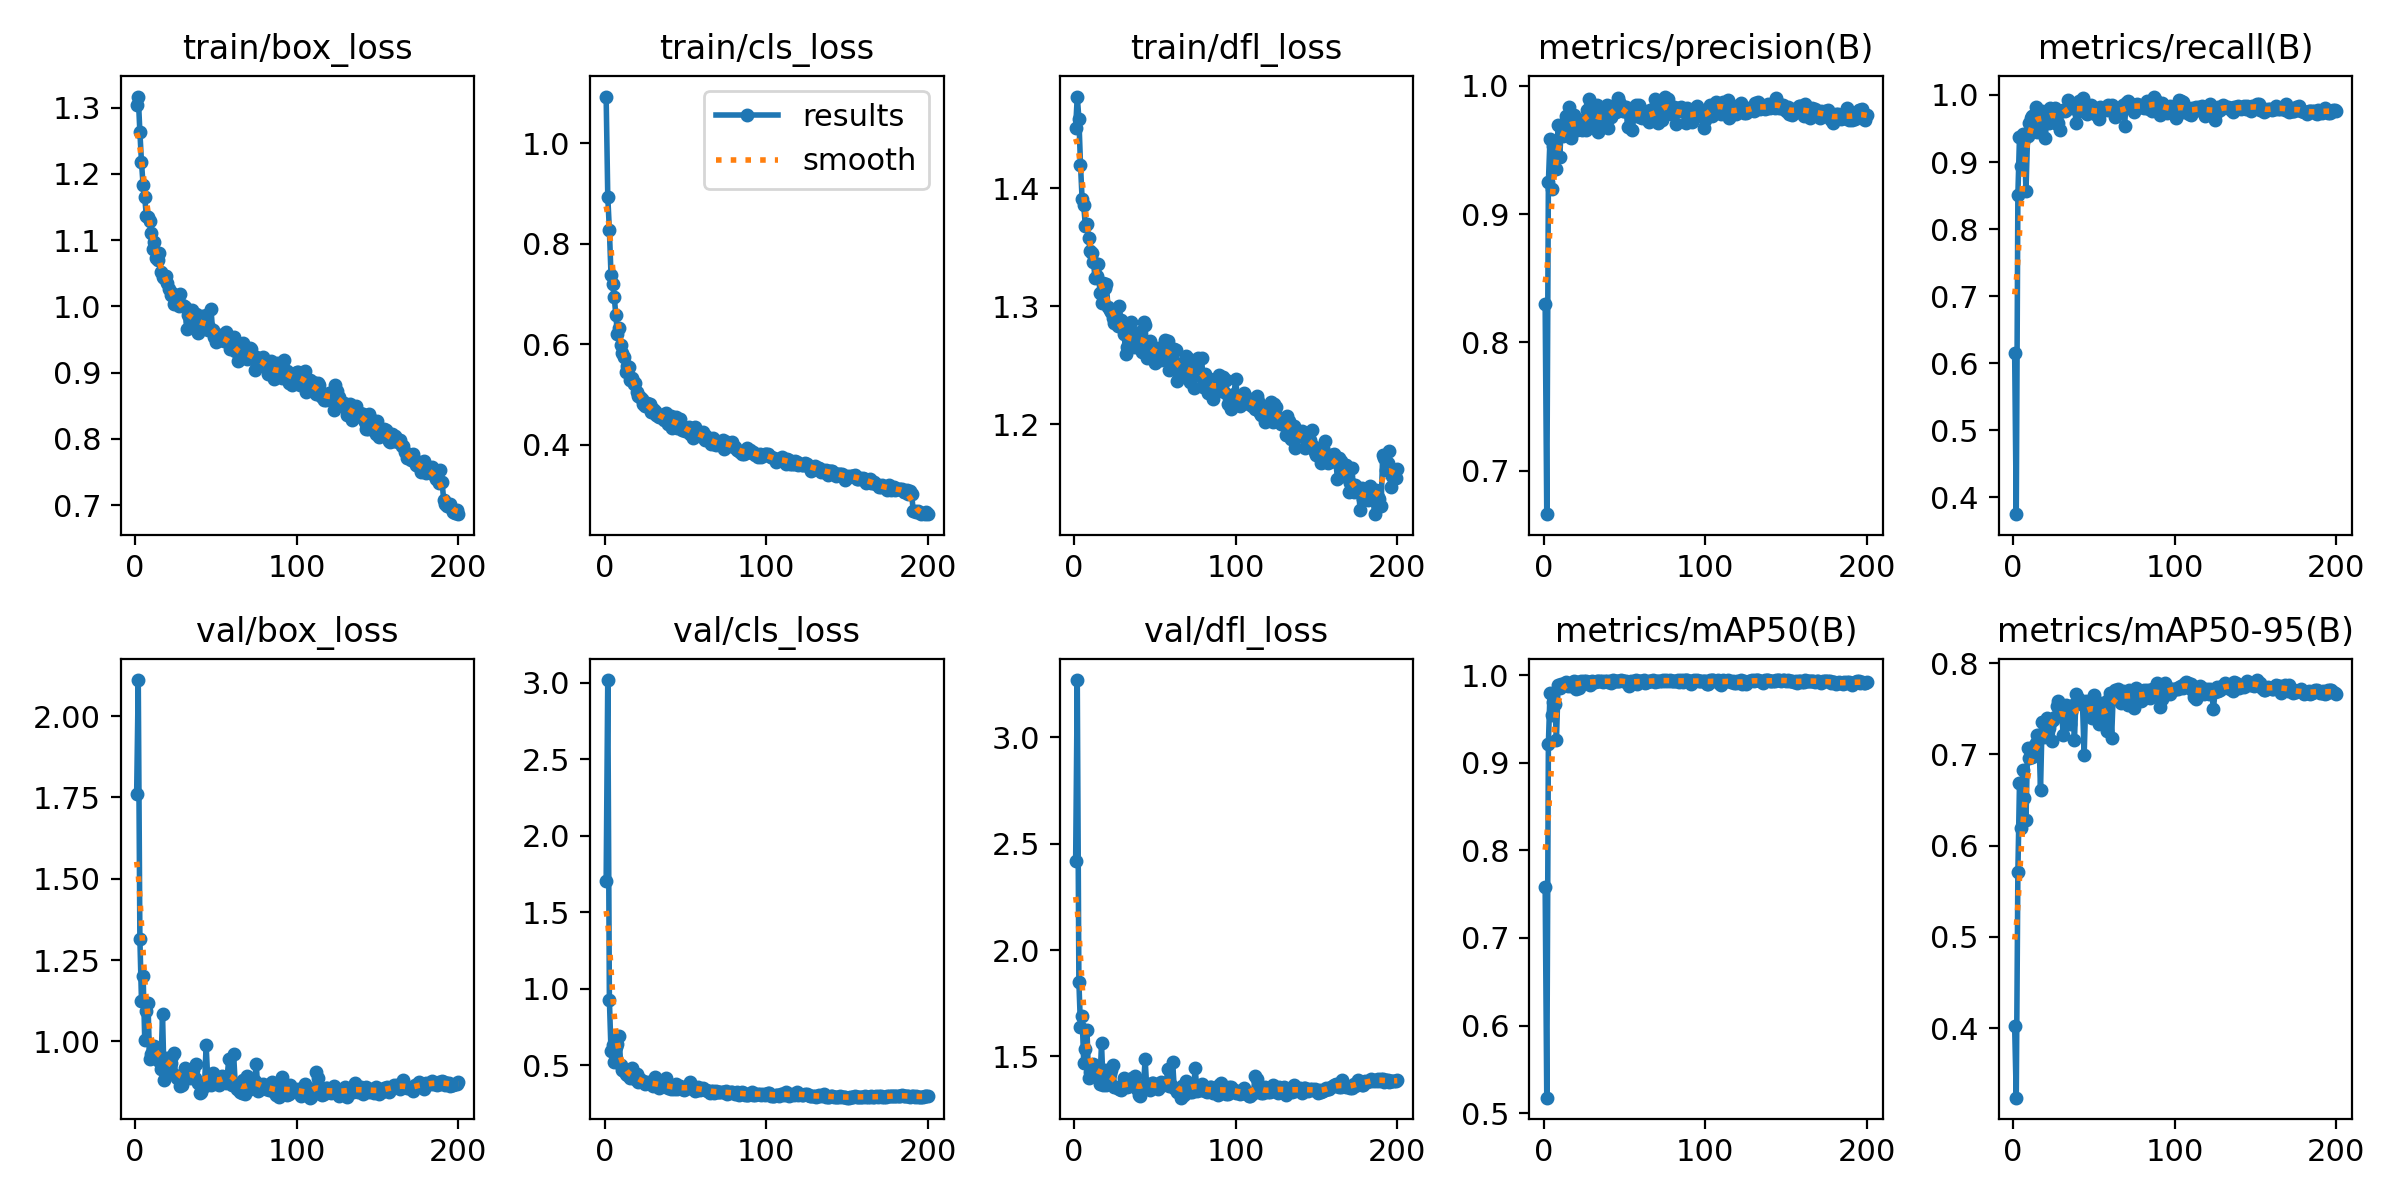 train/box_loss
1.3
1.2
1.1
1.0
0.9
0.8
0.7
0 100 200
train/cls_loss
results
smooth
1.0
0.8
0.6
0.4
0 100 200
train/dfl_loss
1.4
1.3
1.2
0 100 200
metrics/precision(B)
1.0
0.9
0.8
0.7
0 100 200
metrics/recall(B)
1.0
0.9
0.8
0.7
0.6
0.5
0.4
0 100 200
val/box_loss
2.00
1.75
1.50
1.25
1.00
0 100 200
val/cls_loss
3.0
2.5
2.0
1.5
1.0
0.5
0 100 200
val/dfl_loss
3.0
2.5
2.0
1.5
0 100 200
metrics/mAP50(B)
1.0
0.9
0.8
0.7
0.6
0.5
0 100 200
metrics/mAP50-95(B)
0.8
0.7
0.6
0.5
0.4
0 100 200